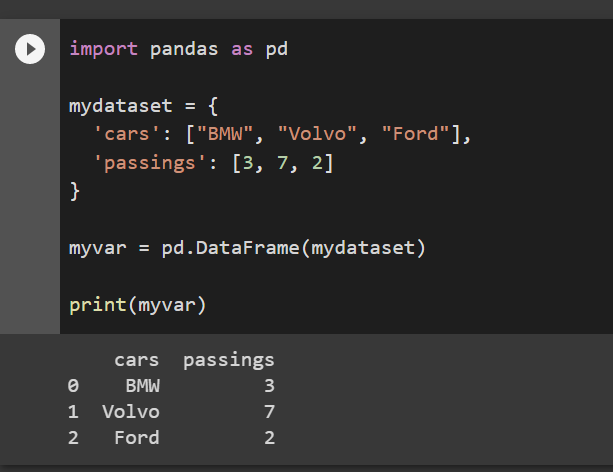 import pandas as pd

mydataset = {
  'cars': ["BMW", "Volvo", "Ford"],
  'passings': [3, 7, 2]
}

myvar = pd.DataFrame(mydataset)

print(myvar)

    cars  passings
0    BMW         3
1  Volvo         7
2   Ford         2